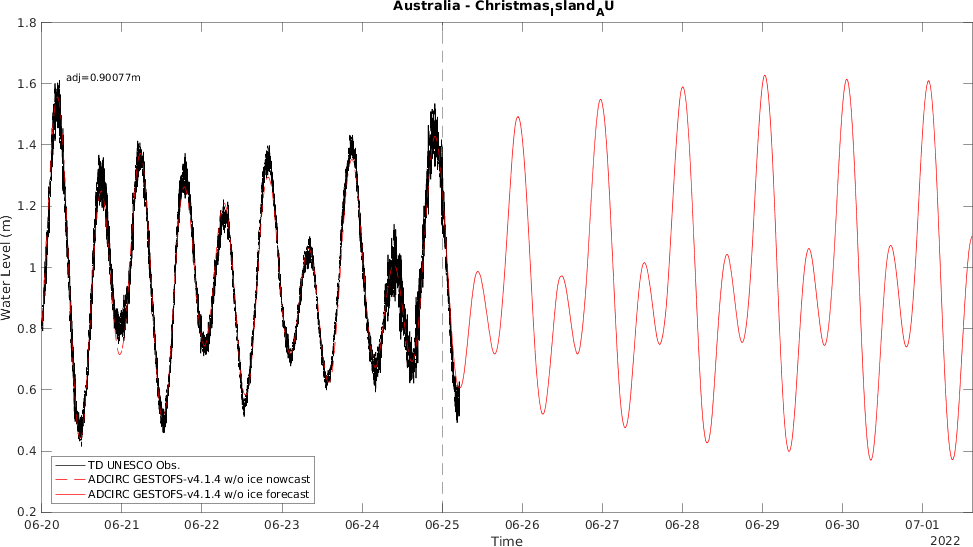 Australia - ChristmasIslandAU
adj=0.90077m
Water Level (m)
1.8
1.6
1.4
1.2
1
0.8
0.6
0.4
0.2
TD UNESCO Obs.
ADCIRC GESTOFS-v4.1.4 w/o ice nowcast
ADCIRC GESTOFS-v4.1.4 w/o ice forecast
06-20 06-21 06-22 06-23 06-24 06-25 06-26 06-27 06-28 06-29 06-30 07-01
Time
2022